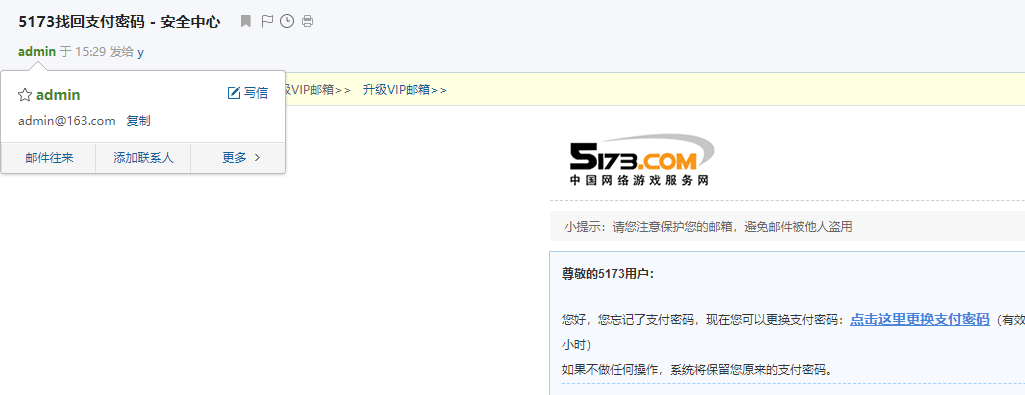 5173找回支付密码 - 安全中心
admin 于 15:29 发给 y
admin 写信
admin@163.com 复制
邮件往来 添加联系人 更多
级VIP邮箱>> 升级VIP邮箱>>
5173.COM
中国网络游戏服务网
小提示：请您注意保护您的邮箱，避免邮件被他人盗用
尊敬的5173用户：
您好，您忘记了支付密码，现在您可以更换支付密码：点击这里更换支付密码（有效
小时）
如果不做任何操作，系统将保留您原来的支付密码。